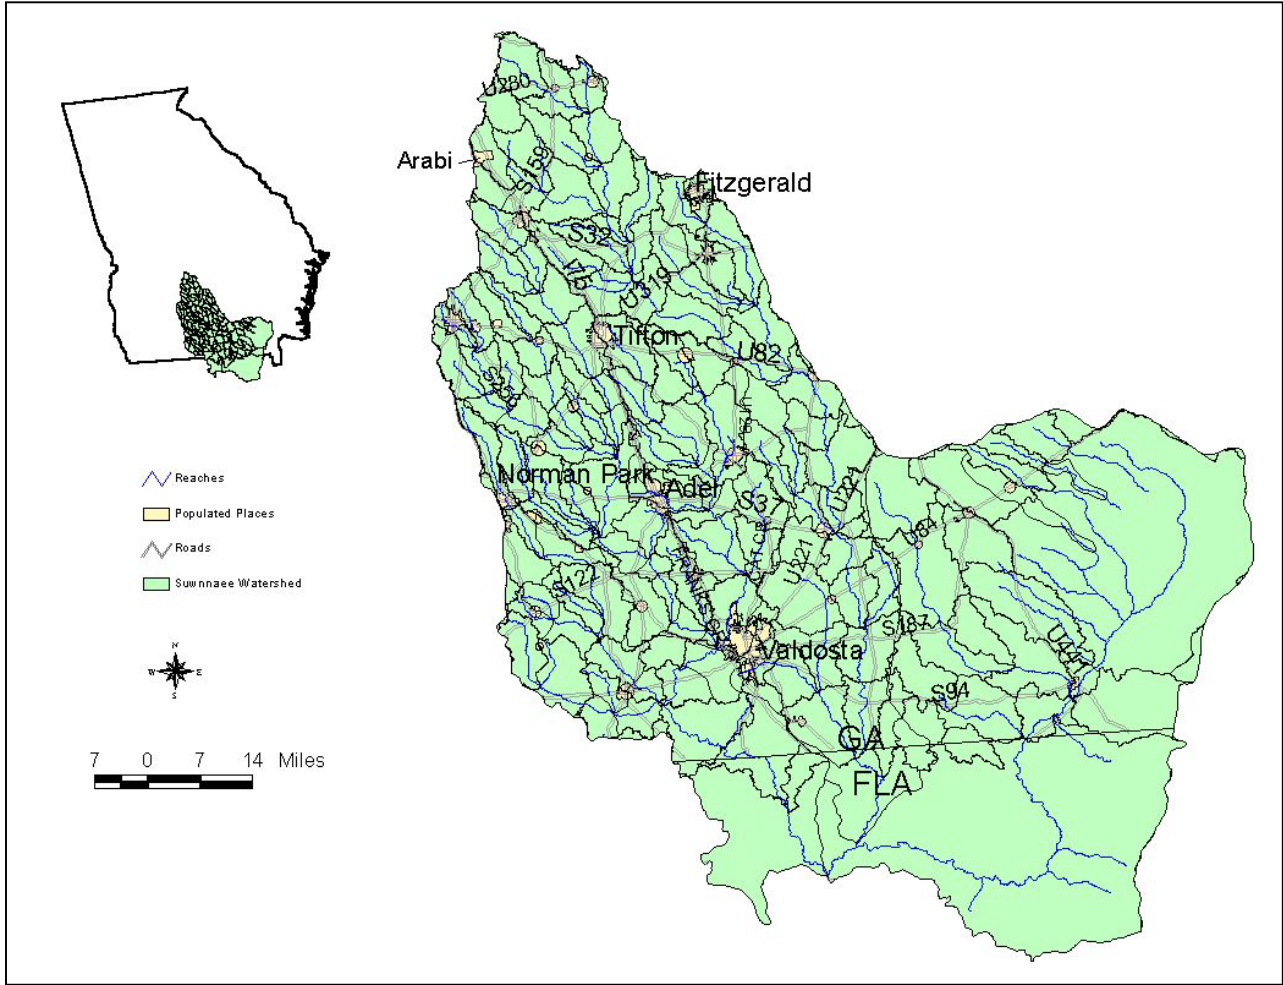 U280
Arabi
S159
Fitzgerald
S32
U319
Tifton
U82
Norman Park
Adel
S37
U84
U221
S122
Valdosta
S187
U441
S94
GA
FLA
Reaches
Populated Places
Roads
Suwnnaee Watershed
N
W E
S
7 0 7 14 Miles